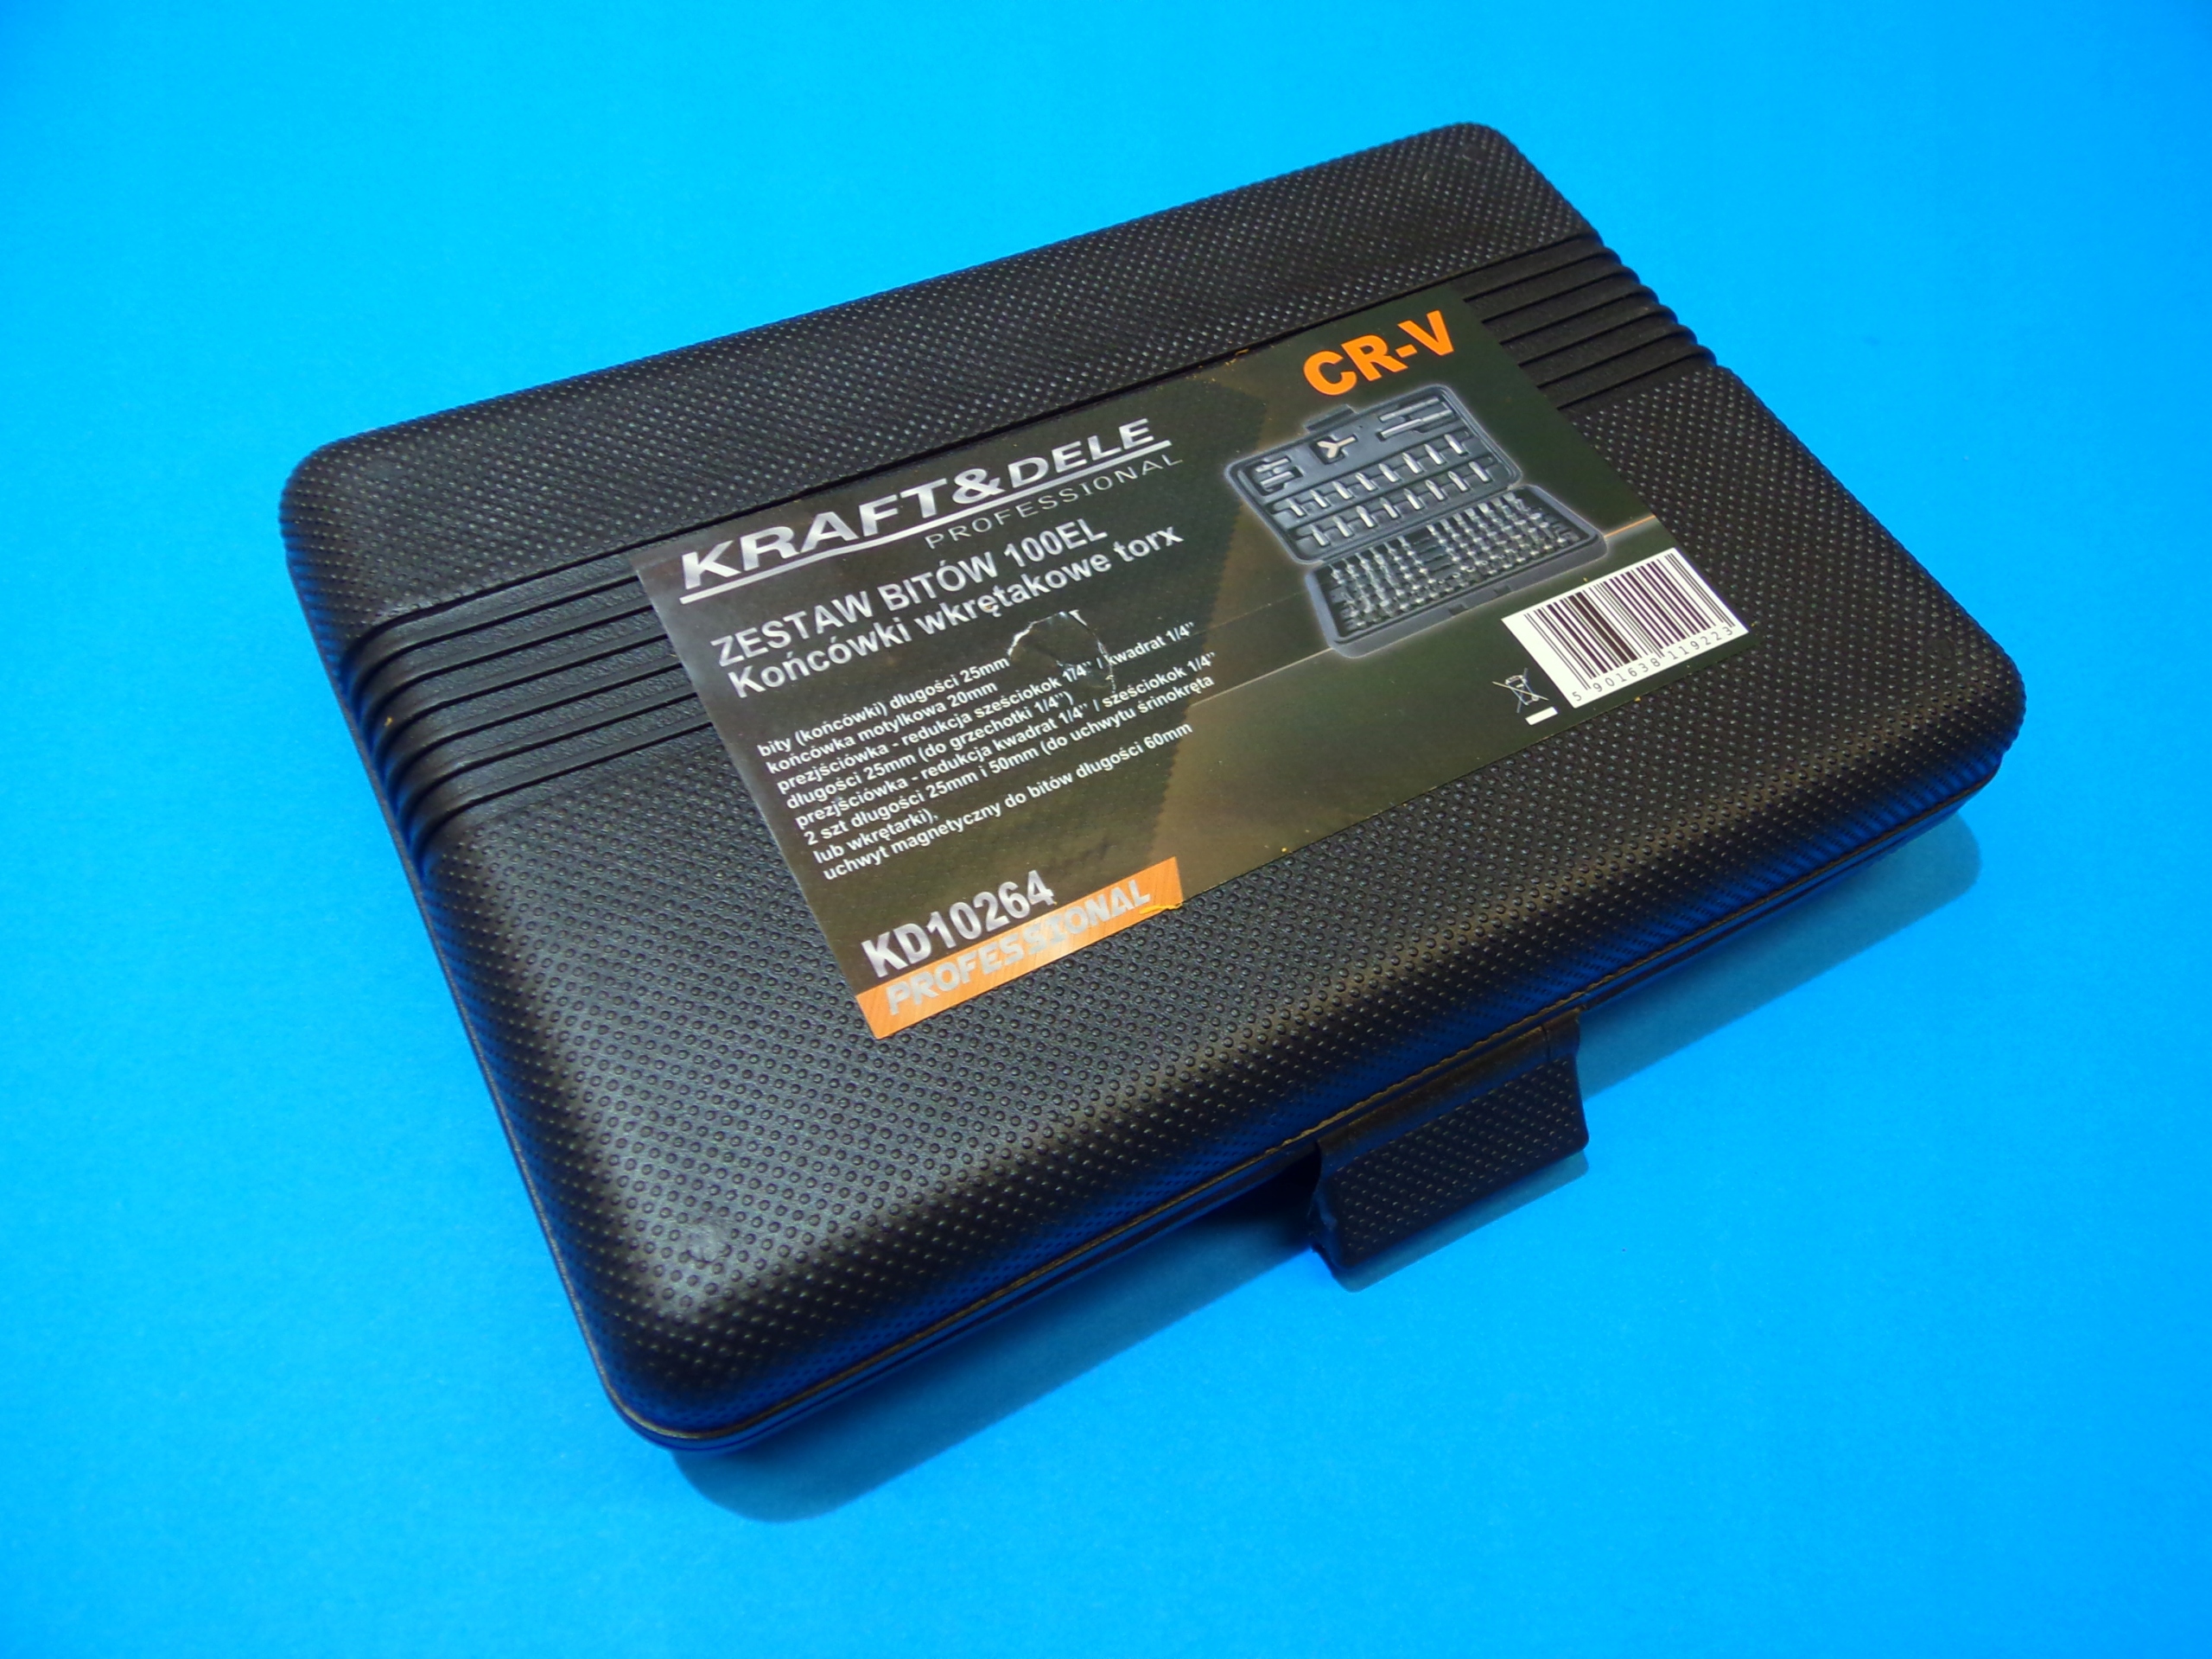 CR-V
KRAFT&DELE
PROFESSIONAL
ZESTAW BITÓW 100EL
Końcówki wkrętakowe torx
bity (końcówki) długości 25mm
końcówka motylkowa 20mm
prezjściówka - redukcja sześciokok 1/4" / kwadrat 1/4"
długości 25mm (do grzechotki 1/4")
prezjściówka - redukcja kwadrat 1/4" / sześciokok 1/4"
2 szt długości 25mm i 50mm (do uchwytu śrinokręta
lub wkrętarki),
uchwyt magnetyczny do bitów długości 60mm
KD10264
PROFESSIONAL
5 901638 119223